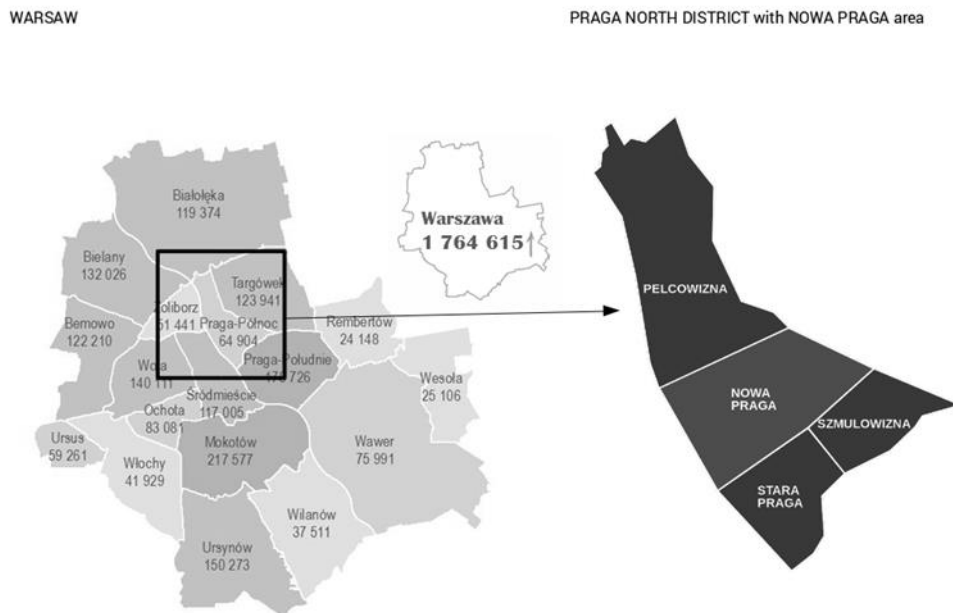 WARSAW
PRAGA NORTH DISTRICT with NOWA PRAGA area
Białołęka
119 374
Bielany
132 026
Targówek
123 941
Żoliborz
51 441
Bemowo
122 210
Praga-Północ
64 904
Rembertów
24 148
Praga-Południe
726
Wola
140 111
Wesoła
25 106
Śródmieście
117 005
Ochota
83 081
Ursus
59 261
Mokotów
217 577
Wawer
75 991
Włochy
41 929
Wilanów
37 511
Ursynów
150 273
Warszawa
1 764 615
PELCOWIZNA
NOWA
PRAGA
SZMULOWIZNA
STARA
PRAGA